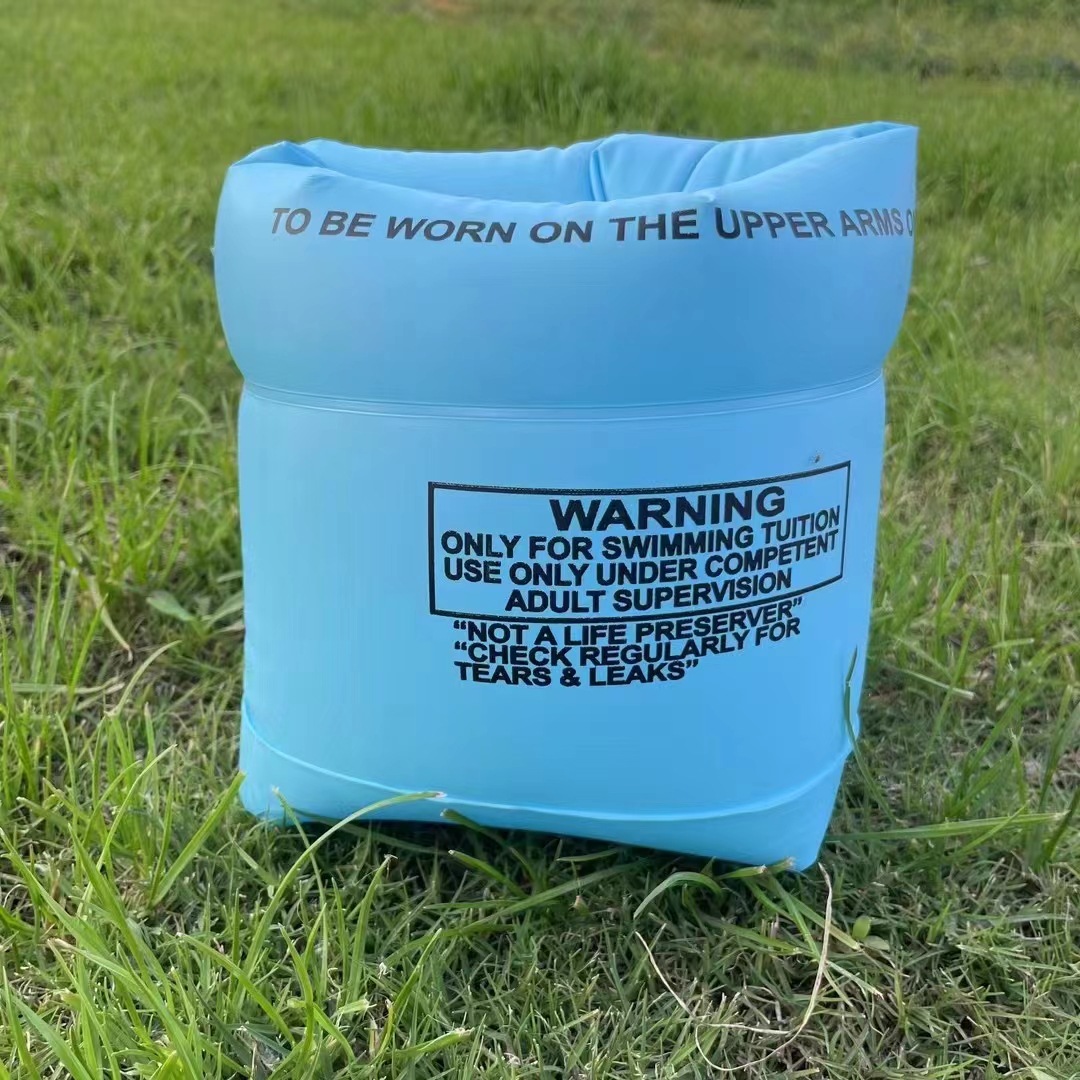 TO BE WORN ON THE UPPER ARMS
WARNING
ONLY FOR SWIMMING TUITION
USE ONLY UNDER COMPETENT
ADULT SUPERVISION
“NOT A LIFE PRESERVER”
“CHECK REGULARLY FOR
TEARS & LEAKS”